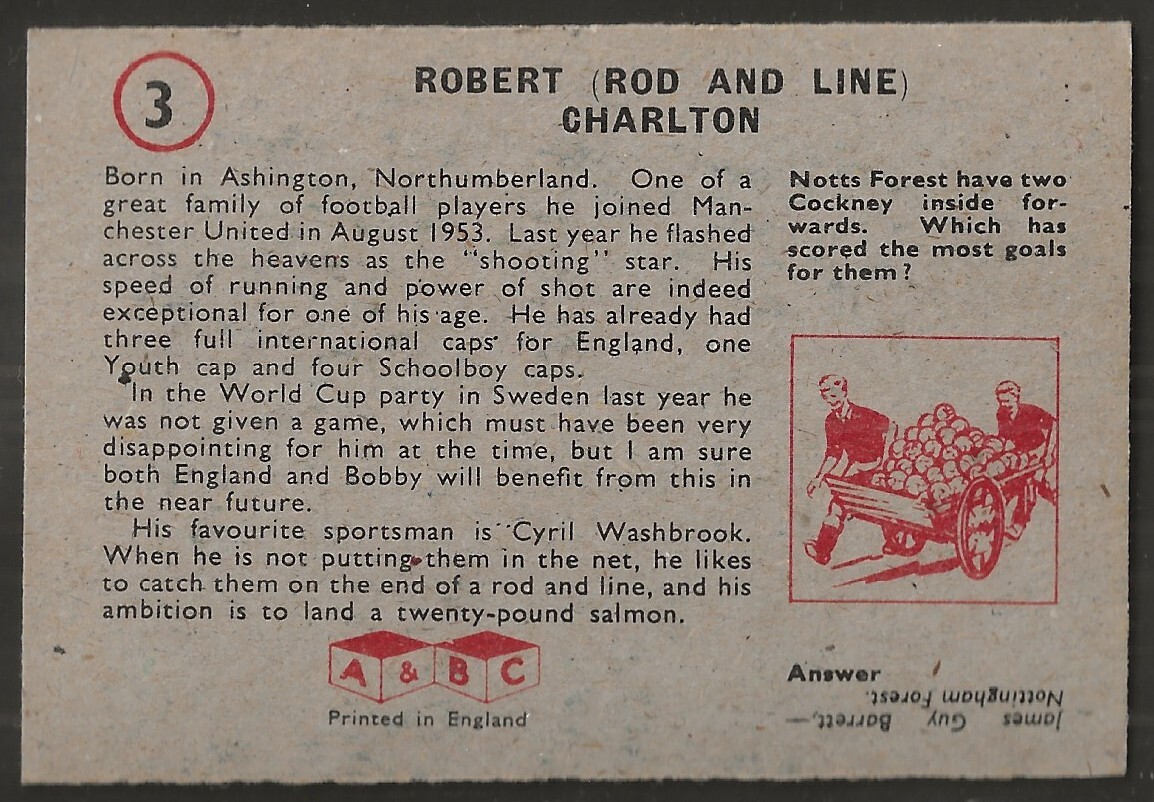 3
ROBERT (ROD AND LINE)
CHARLTON
Born in Ashington, Northumberland. One of a
great family of football players he joined Man-
chester United in August 1953. Last year he flashed
across the heavens as the "shooting" star. His
speed of running and power of shot are indeed
exceptional for one of his age. He has already had
three full international caps for England, one
Youth cap and four Schoolboy caps.
In the World Cup party in Sweden last year he
was not given a game, which must have been very
disappointing for him at the time, but I am sure
both England and Bobby will benefit from this in
the near future.
His favourite sportsman is Cyril Washbrook.
When he is not putting them in the net, he likes
to catch them on the end of a rod and line, and his
ambition is to land a twenty-pound salmon.
A & B C
Printed in England
Notts Forest have two
Cockney inside for-
wards. Which has
scored the most goals
for them?
Answer
James Guy Barrett,—
Nottingham Forest.